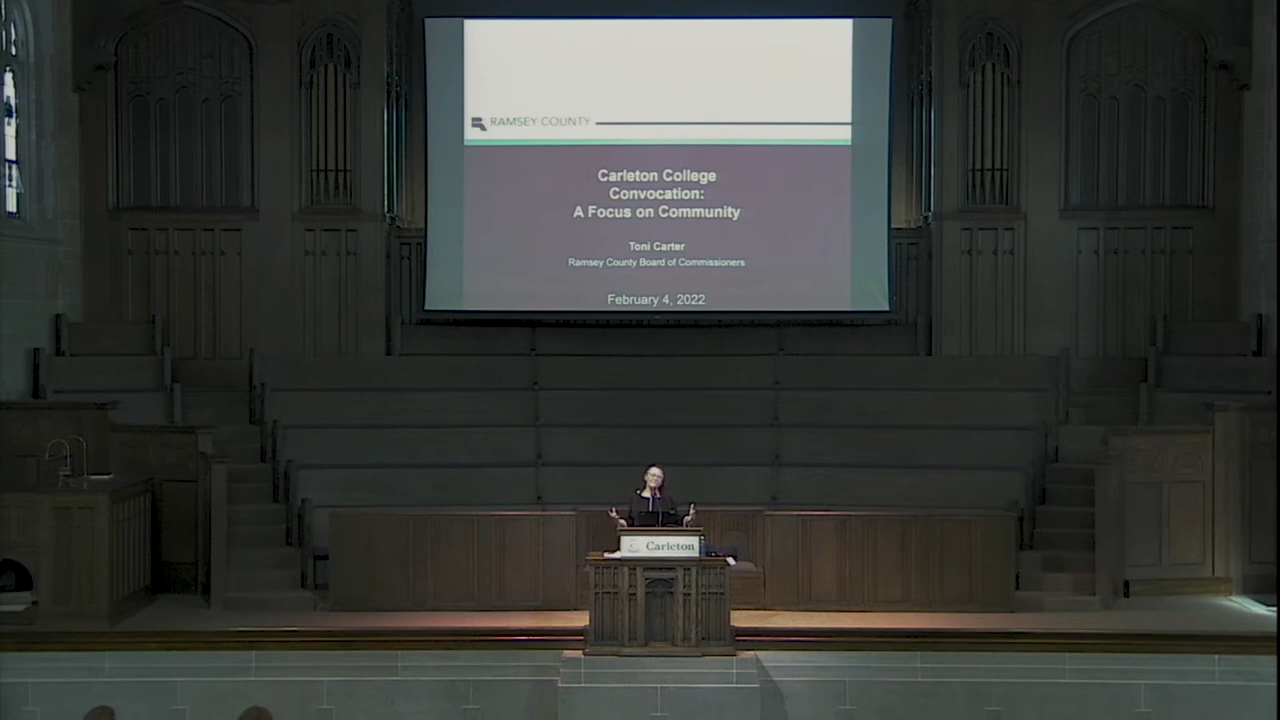 RAMSEY COUNTY
Carleton College
Convocation:
A Focus on Community
Toni Carter
Ramsey County Board of Commissioners
February 4, 2022
Carleton